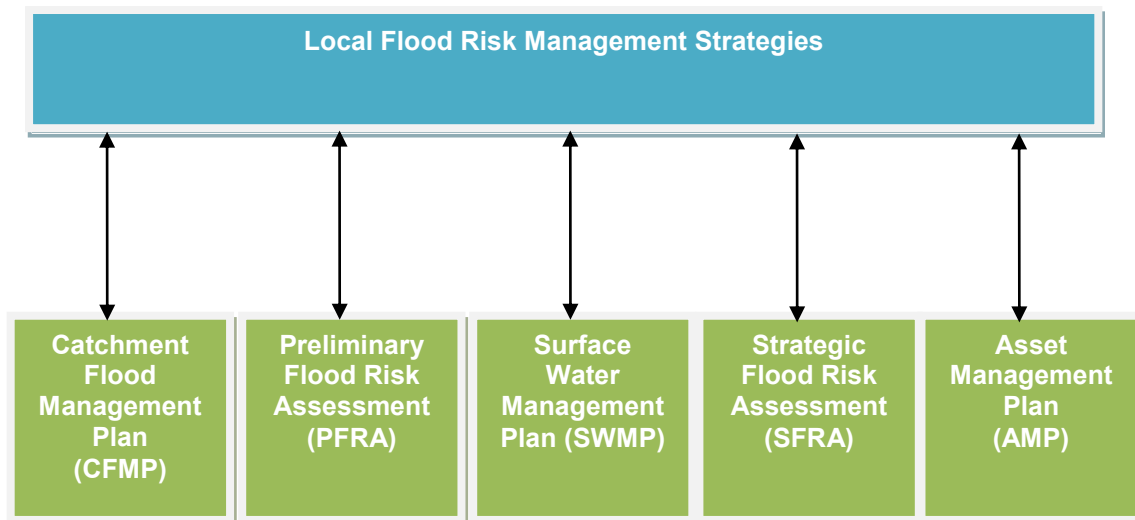 Local Flood Risk Management Strategies
Catchment
Flood
Management
Plan
(CFMP)
Preliminary
Flood Risk
Assessment
(PFRA)
Surface
Water
Management
Plan (SWMP)
Strategic
Flood Risk
Assessment
(SFRA)
Asset
Management
Plan
(AMP)